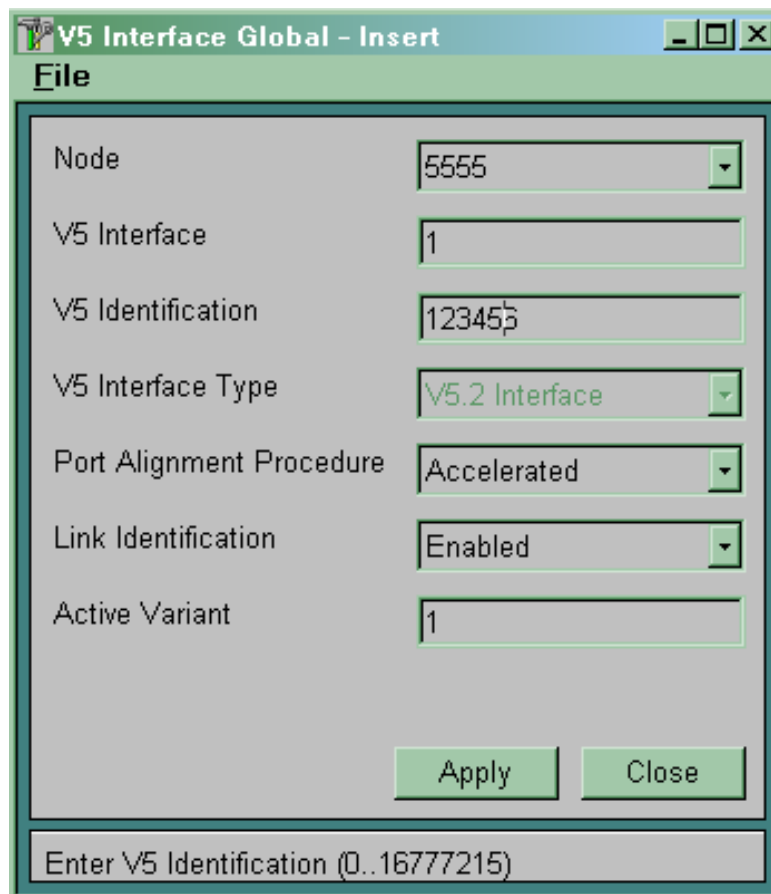 V5 Interface Global - Insert
File
Node 5555
V5 Interface 1
V5 Identification 123456
V5 Interface Type V5.2 Interface
Port Alignment Procedure Accelerated
Link Identification Enabled
Active Variant 1
Apply Close
Enter V5 Identification (0..16777215)